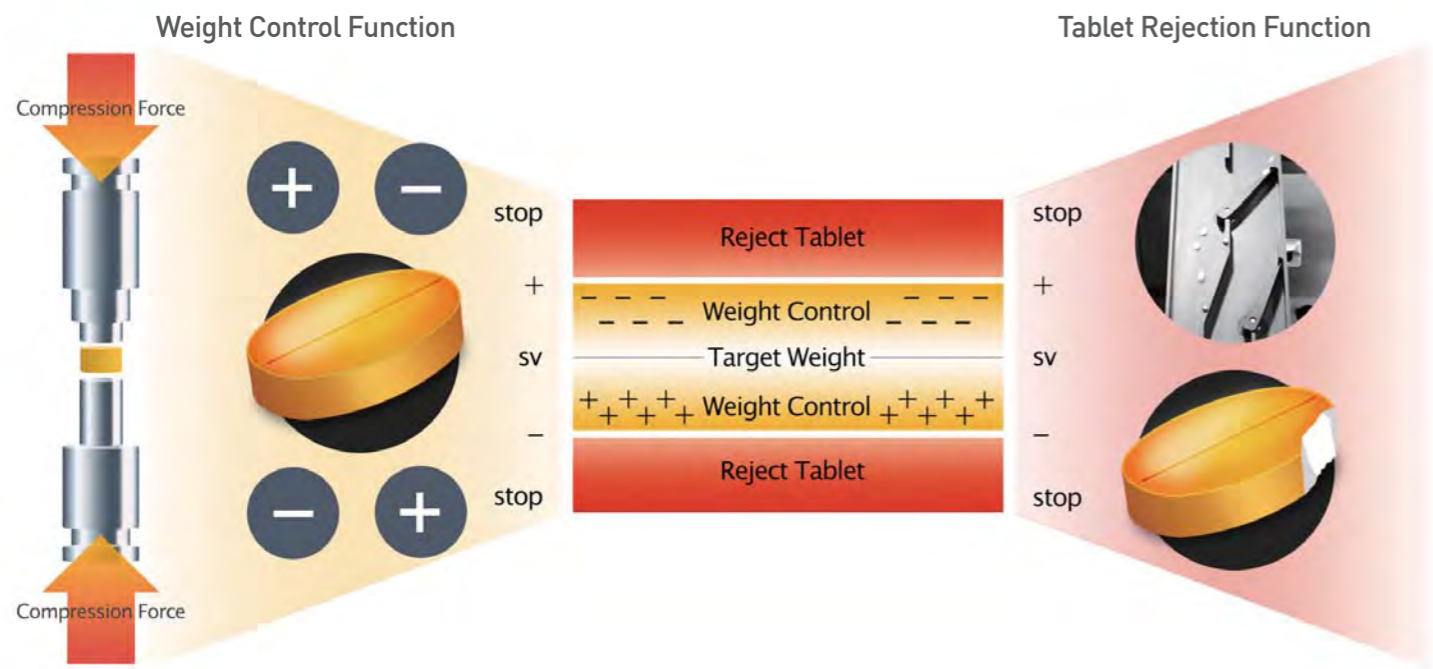 Weight Control Function
Tablet Rejection Function
Compression Force
+ −
stop
+
sv
−
stop
− +
Compression Force
Reject Tablet
− − − Weight Control − − −
− − − − − −
Target Weight
+ + + Weight Control + + +
+ + + + + +
Reject Tablet
stop
+
sv
−
stop